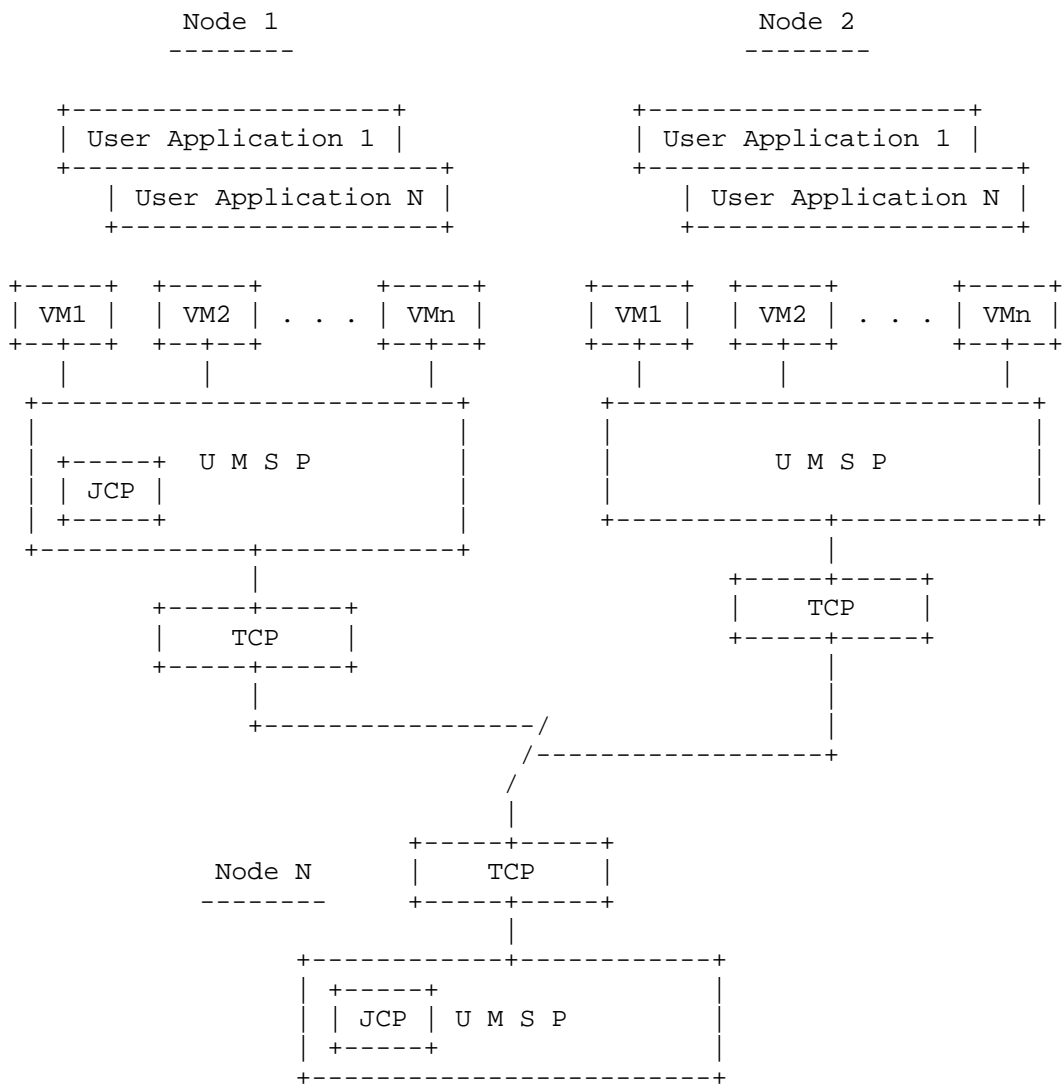 Node 1 Node 2
-------- --------
User Application 1 User Application 1
User Application N User Application N
VM1 VM2 . . . VMn VM1 VM2 . . . VMn
U M S P U M S P
JCP
TCP
TCP
TCP
Node N
--------
JCP U M S P